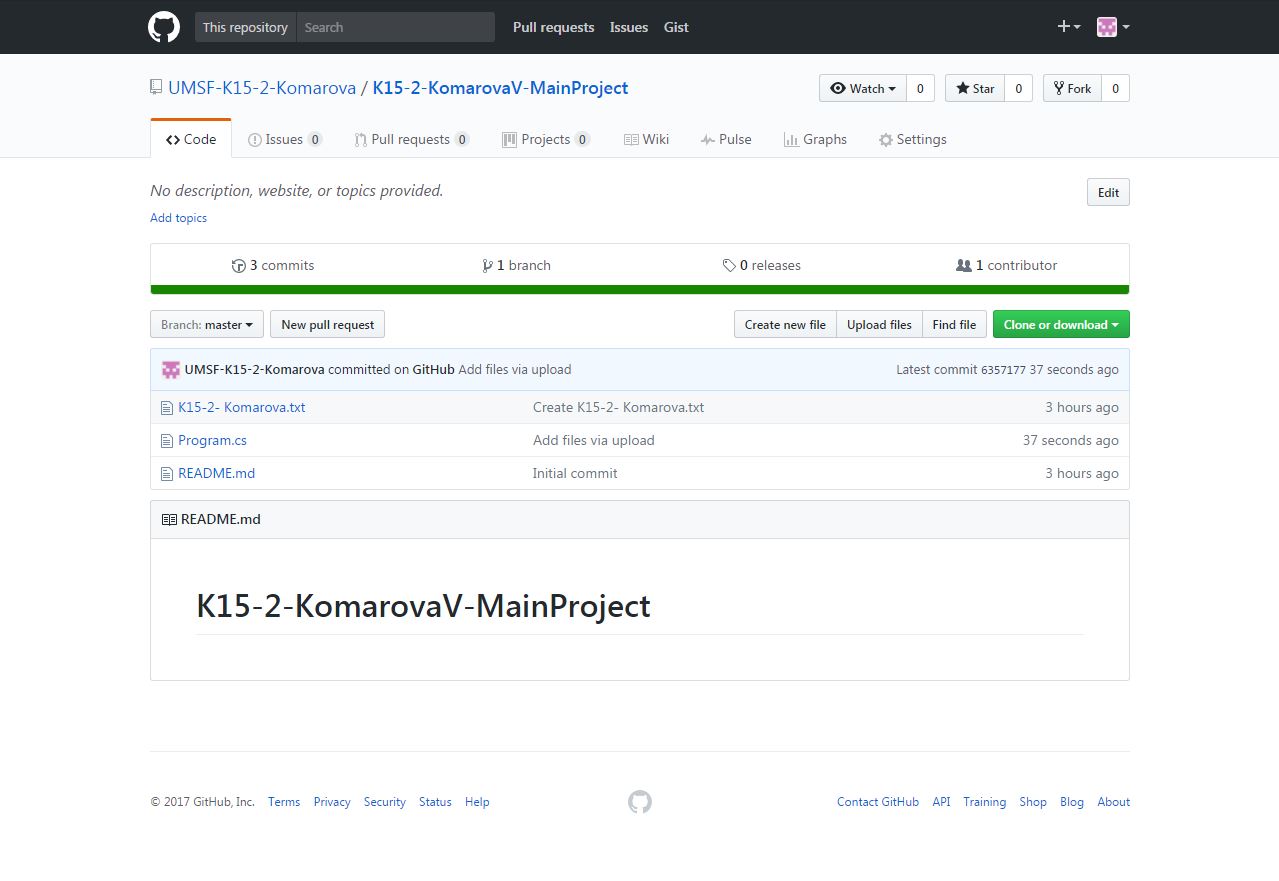 This repository Search Pull requests Issues Gist
UMSF-K15-2-Komarova / K15-2-KomarovaV-MainProject Watch 0 Star 0 Fork 0
Code Issues 0 Pull requests 0 Projects 0 Wiki Pulse Graphs Settings
No description, website, or topics provided. Edit
Add topics
3 commits 1 branch 0 releases 1 contributor
Branch: master New pull request Create new file Upload files Find file Clone or download
UMSF-K15-2-Komarova committed on GitHub Add files via upload Latest commit 6357177 37 seconds ago
K15-2- Komarova.txt Create K15-2- Komarova.txt 3 hours ago
Program.cs Add files via upload 37 seconds ago
README.md Initial commit 3 hours ago
README.md
K15-2-KomarovaV-MainProject
© 2017 GitHub, Inc. Terms Privacy Security Status Help Contact GitHub API Training Shop Blog About